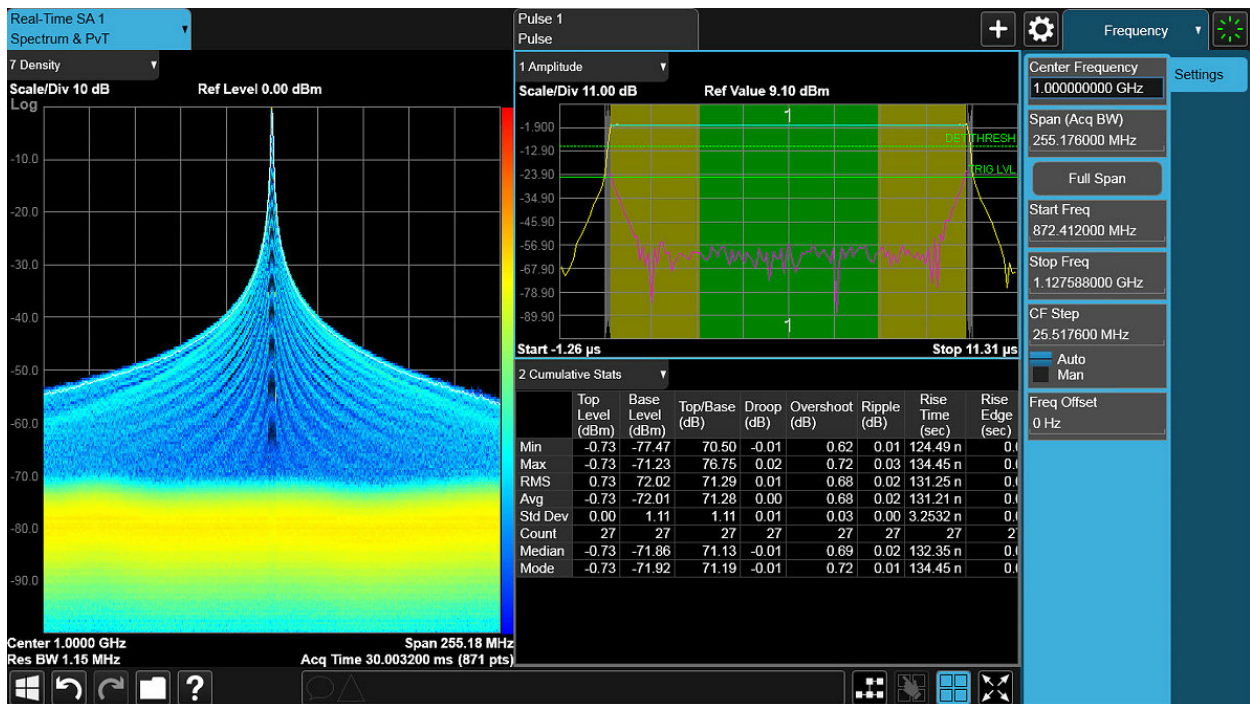 Real-Time SA 1
Spectrum & PvT
Pulse 1
Pulse
Frequency
7 Density
Scale/Div 10 dB Ref Level 0.00 dBm
Log
-10.0
-20.0
-30.0
-40.0
-50.0
-60.0
-70.0
-80.0
-90.0
Center 1.0000 GHz Span 255.18 MHz
Res BW 1.15 MHz Acq Time 30.003200 ms (871 pts)
1 Amplitude
Scale/Div 11.00 dB Ref Value 9.10 dBm
1
-1.900
DET THRESH
-12.90
-23.90
TRIG LVL
-34.90
-45.90
-56.90
-67.90
-78.90
-89.90
1
Start -1.26 µs Stop 11.31 µs
2 Cumulative Stats
Top Level (dBm) Base Level (dBm) Top/Base (dB) Droop (dB) Overshoot (dB) Ripple (dB) Rise Time (sec) Rise Edge (sec)
Min -0.73 -77.47 70.50 -0.01 0.62 0.01 124.49 n 0.
Max -0.73 -71.23 76.75 0.02 0.72 0.03 134.45 n 0.
RMS 0.73 72.02 71.29 0.01 0.68 0.02 131.25 n 0.
Avg -0.73 -72.01 71.28 0.00 0.68 0.02 131.21 n 0.
Std Dev 0.00 1.11 1.11 0.01 0.03 0.00 3.2532 n 0.
Count 27 27 27 27 27 27 27 2
Median -0.73 -71.86 71.13 -0.01 0.69 0.02 132.35 n 0.
Mode -0.73 -71.92 71.19 -0.01 0.72 0.01 134.45 n 0.
Center Frequency
1.000000000 GHz
Settings
Span (Acq BW)
255.176000 MHz
Full Span
Start Freq
872.412000 MHz
Stop Freq
1.127588000 GHz
CF Step
25.517600 MHz
Auto
Man
Freq Offset
0 Hz
?